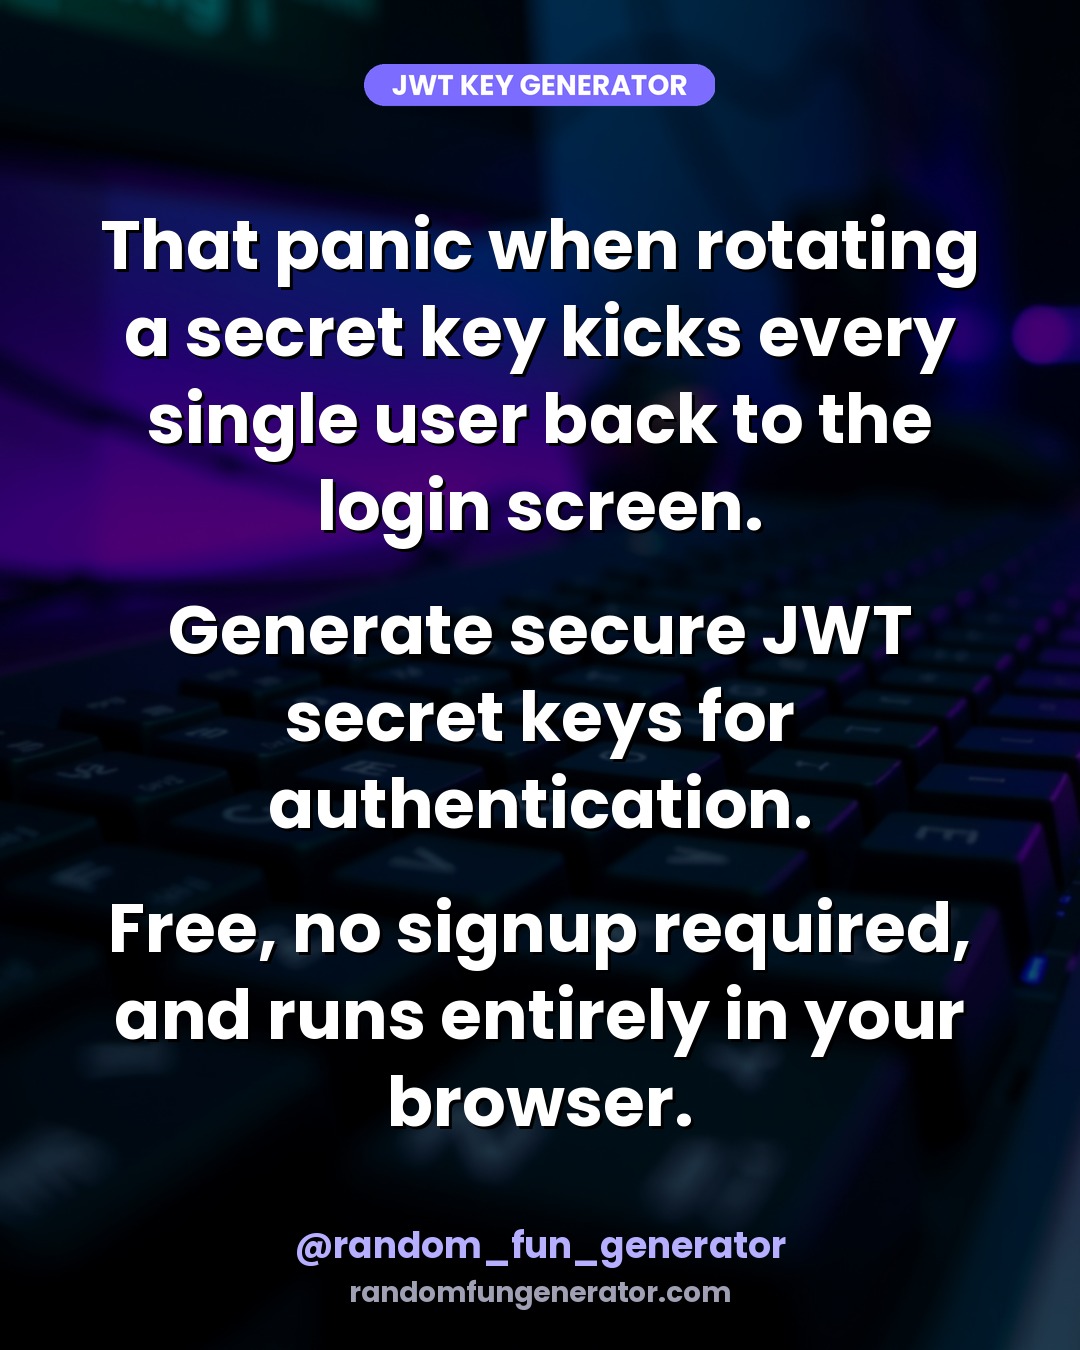 JWT KEY GENERATOR
That panic when rotating
a secret key kicks every
single user back to the
login screen.
Generate secure JWT
secret keys for
authentication.
Free, no signup required,
and runs entirely in your
browser.
@random_fun_generator
randomfungenerator.com